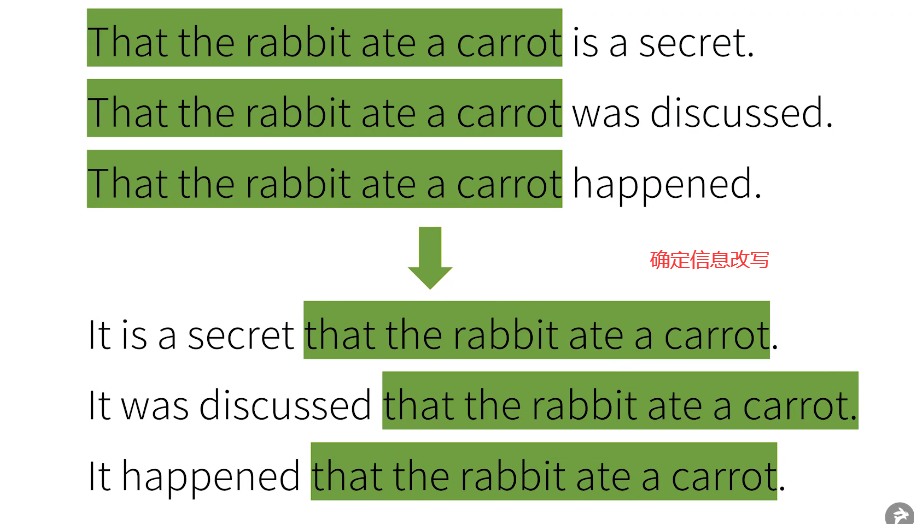 That the rabbit ate a carrot is a secret.
That the rabbit ate a carrot was discussed.
That the rabbit ate a carrot happened.
确定信息改写
It is a secret that the rabbit ate a carrot.
It was discussed that the rabbit ate a carrot.
It happened that the rabbit ate a carrot.